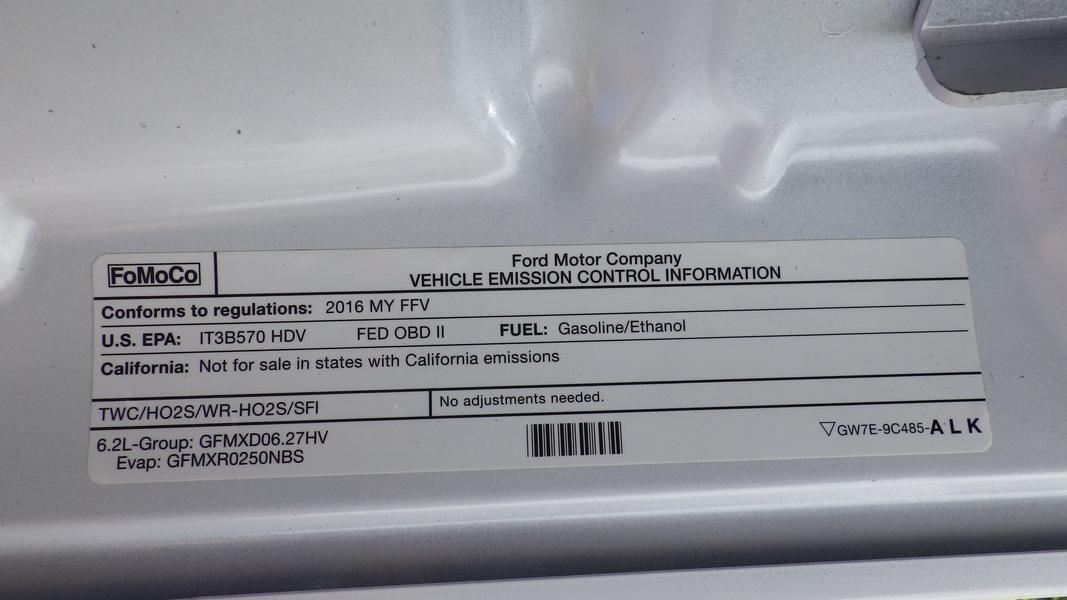 FoMoCo
Ford Motor Company
VEHICLE EMISSION CONTROL INFORMATION
Conforms to regulations: 2016 MY FFV
U.S. EPA: IT3B570 HDV FED OBD II FUEL: Gasoline/Ethanol
California: Not for sale in states with California emissions
TWC/HO2S/WR-HO2S/SFI
No adjustments needed.
6.2L-Group: GFMXD06.27HV
Evap: GFMXR0250NBS
▽GW7E-9C485-A L K